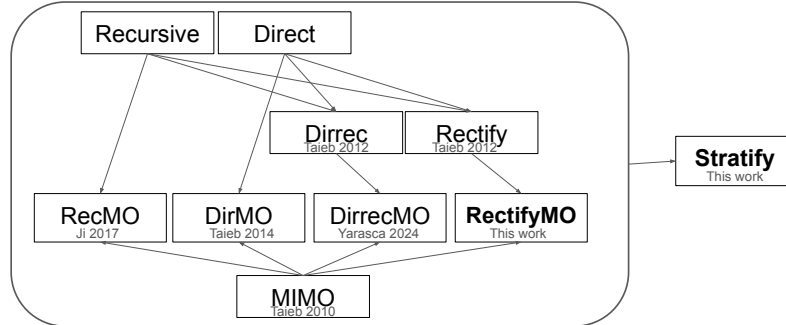 Recursive
Direct
Dirrec
Taieb 2012
Rectify
Taieb 2012
Stratify
This work
RecMO
Ji 2017
DirMO
Taieb 2014
DirrecMO
Yarasca 2024
RectifyMO
This work
MIMO
Taieb 2010